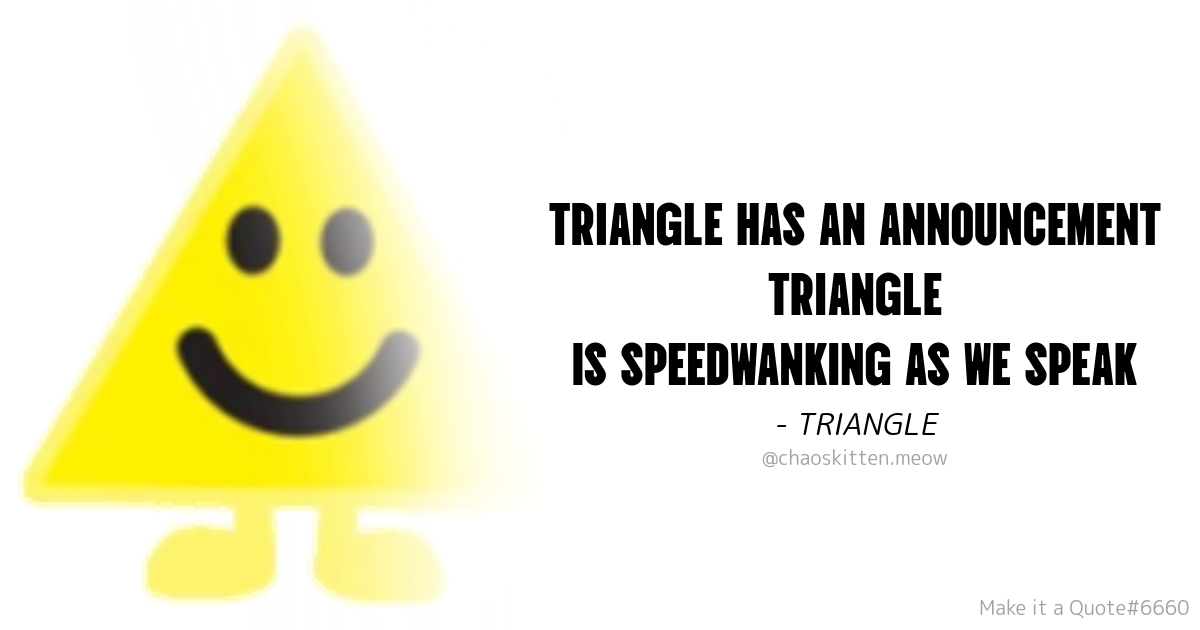 TRIANGLE HAS AN ANNOUNCEMENT
TRIANGLE
IS SPEEDWANKING AS WE SPEAK
- TRIANGLE
@chaoskitten.meow
Make it a Quote#6660